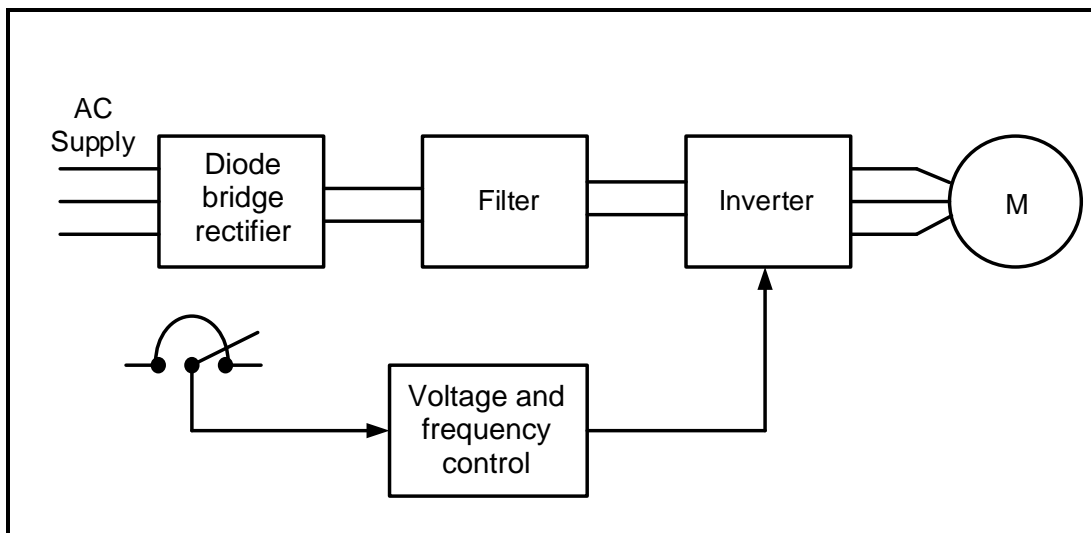 AC
Supply
Diode
bridge
rectifier
Filter
Inverter
M
Voltage and
frequency
control